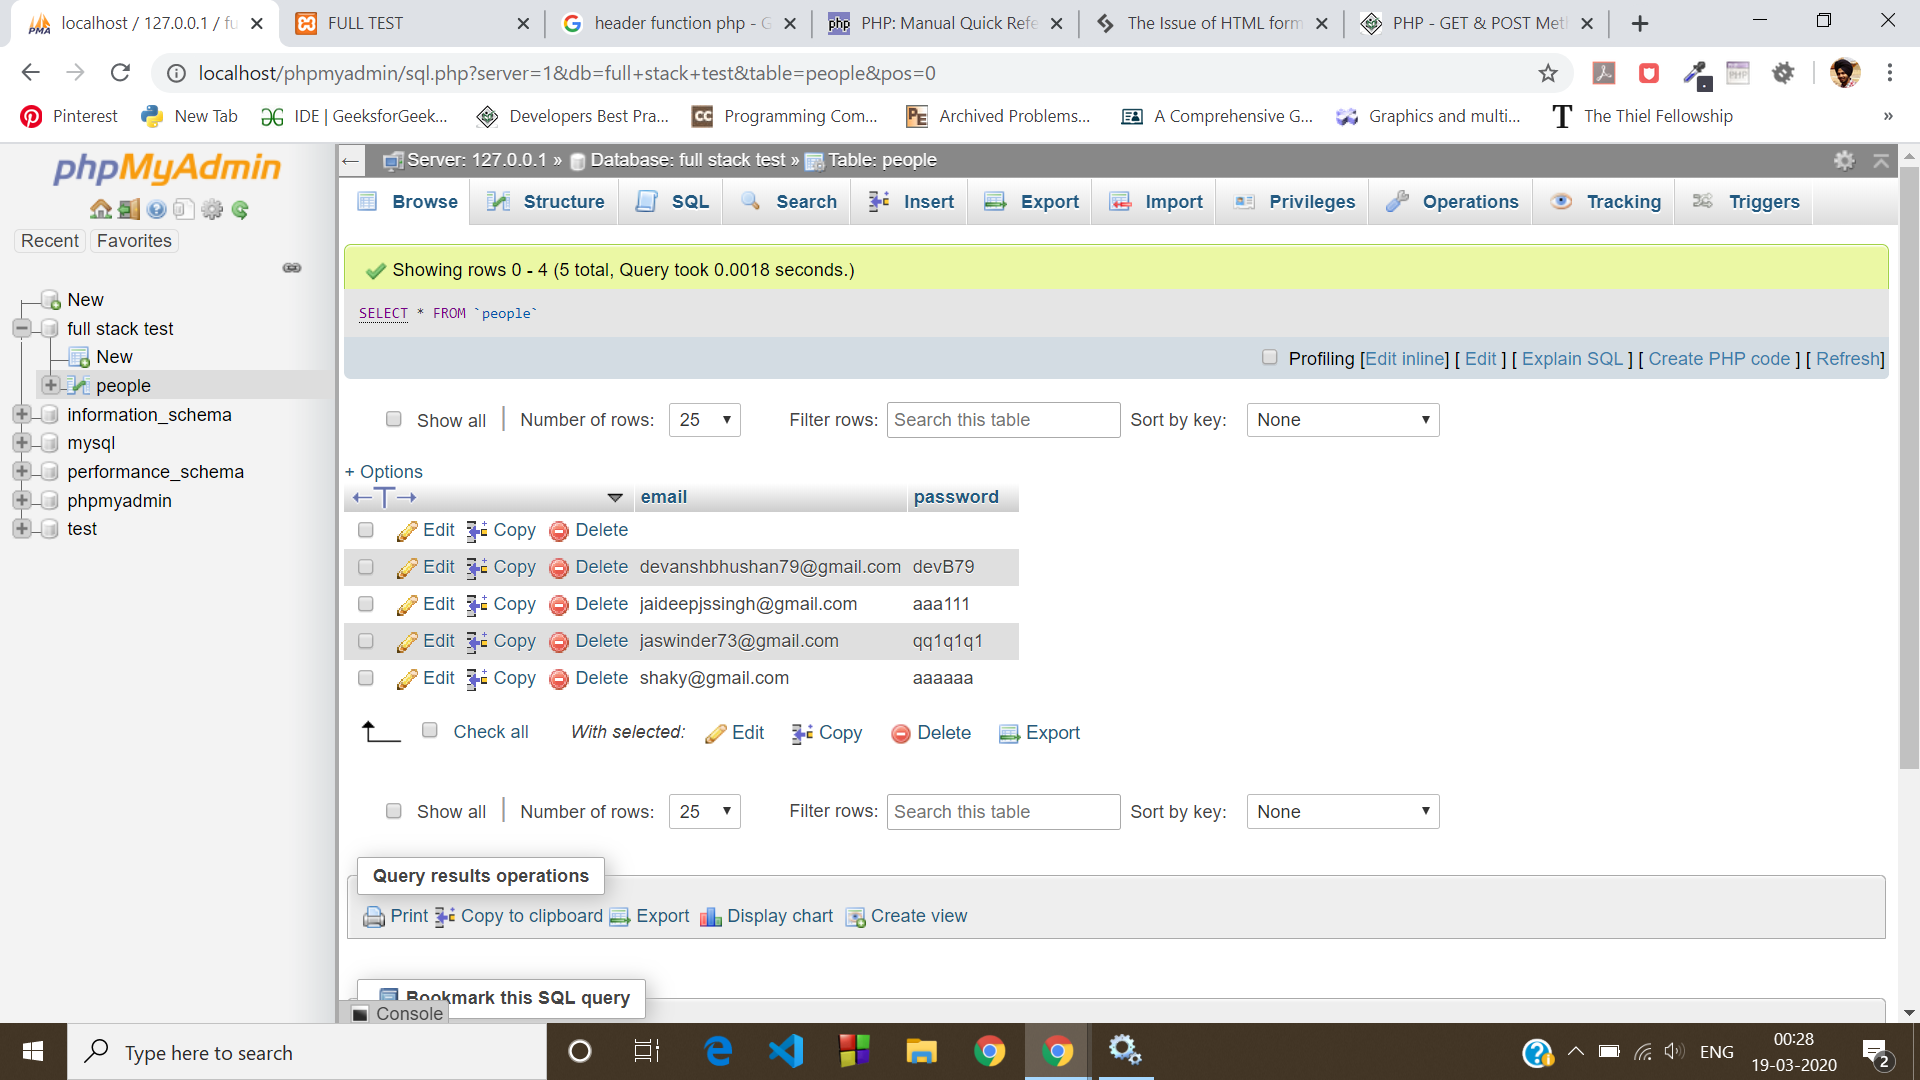 localhost / 127.0.0.1 / fu
FULL TEST
header function php - G
PHP: Manual Quick Refe
The Issue of HTML form
PHP - GET & POST Met
localhost/phpmyadmin/sql.php?server=1&db=full+stack+test&table=people&pos=0
Pinterest
New Tab
IDE | GeeksforGeek...
Developers Best Pra...
Programming Com...
Archived Problems...
A Comprehensive G...
Graphics and multi...
The Thiel Fellowship
»
phpMyAdmin
Recent
Favorites
New
full stack test
New
people
information_schema
mysql
performance_schema
phpmyadmin
test
Server: 127.0.0.1 » Database: full stack test » Table: people
Browse
Structure
SQL
Search
Insert
Export
Import
Privileges
Operations
Tracking
Triggers
Showing rows 0 - 4 (5 total, Query took 0.0018 seconds.)
SELECT * FROM `people`
Profiling [Edit inline] [ Edit ] [ Explain SQL ] [ Create PHP code ] [ Refresh]
Show all | Number of rows: 25 Filter rows: Search this table Sort by key: None
+ Options
email password
Edit Copy Delete
Edit Copy Delete devanshbhushan79@gmail.com devB79
Edit Copy Delete jaideepjssingh@gmail.com aaa111
Edit Copy Delete jaswinder73@gmail.com qq1q1q1
Edit Copy Delete shaky@gmail.com aaaaaa
Check all With selected: Edit Copy Delete Export
Show all | Number of rows: 25 Filter rows: Search this table Sort by key: None
Query results operations
Print Copy to clipboard Export Display chart Create view
Bookmark this SQL query
Console
Type here to search
ENG
00:28
19-03-2020
2